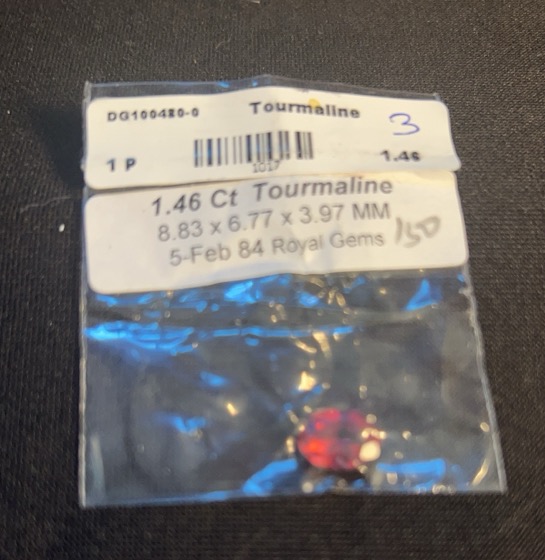 DG100480-0 Tourmaline 3
1 P 1017 1.46
1.46 Ct Tourmaline
8.83 x 6.77 x 3.97 MM
5-Feb 84 Royal Gems 150